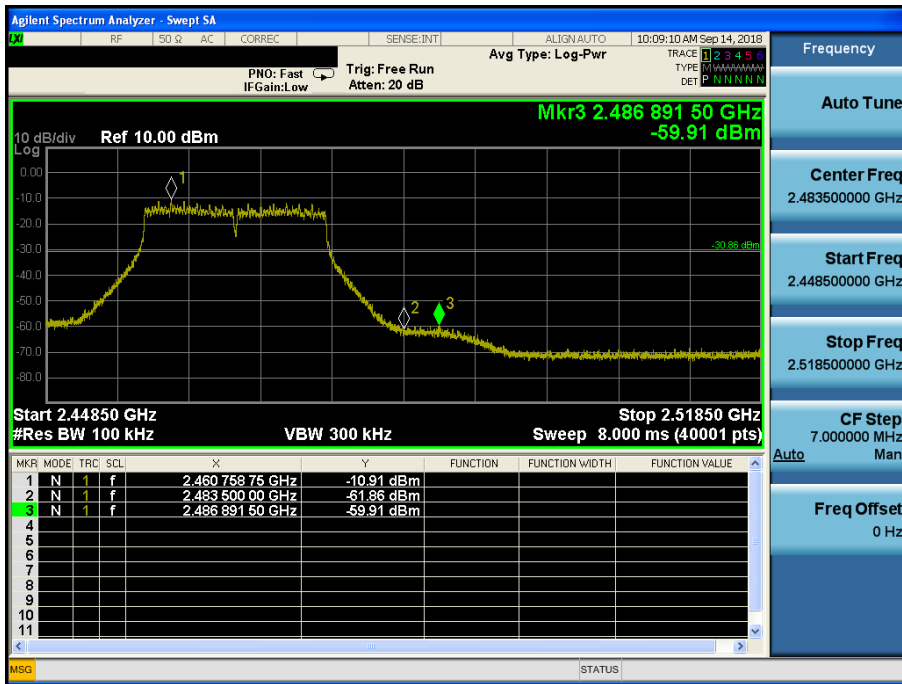 Agilent Spectrum Analyzer - Swept SA
LXI RF 50 Ω AC CORREC SENSE:INT ALIGN AUTO 10:09:10 AM Sep 14, 2018
Frequency
Avg Type: Log-Pwr
TRACE 1 2 3 4 5 6
PNO: Fast Trig: Free Run
TYPE M WWWWW
IFGain:Low Atten: 20 dB
DET P N N N N N
Auto Tune
Mkr3 2.486 891 50 GHz
10 dB/div Ref 10.00 dBm -59.91 dBm
Log
0.00
-10.0
-20.0
-30.0
-40.0
-50.0
-60.0
-70.0
-80.0
1
2
3
-30.86 dBm
Center Freq
2.483500000 GHz
Start Freq
2.448500000 GHz
Stop Freq
2.518500000 GHz
Start 2.44850 GHz Stop 2.51850 GHz
#Res BW 100 kHz VBW 300 kHz Sweep 8.000 ms (40001 pts)
CF Step
7.000000 MHz
Auto Man
MKR MODE TRC SCL X Y FUNCTION FUNCTION WIDTH FUNCTION VALUE
1 N 1 f 2.460 758 75 GHz -10.91 dBm
2 N 1 f 2.483 500 00 GHz -61.86 dBm
3 N 1 f 2.486 891 50 GHz -59.91 dBm
4
5
6
7
8
9
10
11
Freq Offset
0 Hz
MSG STATUS